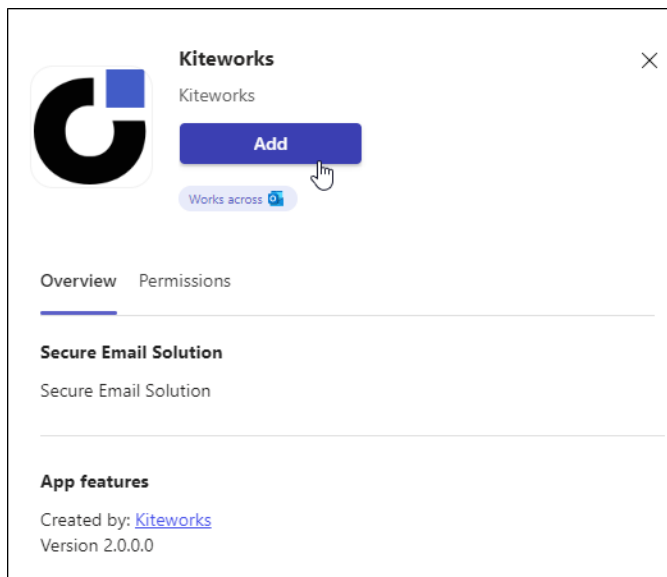 Kiteworks
Kiteworks
Add
Works across
Overview Permissions
Secure Email Solution
Secure Email Solution
App features
Created by: Kiteworks
Version 2.0.0.0